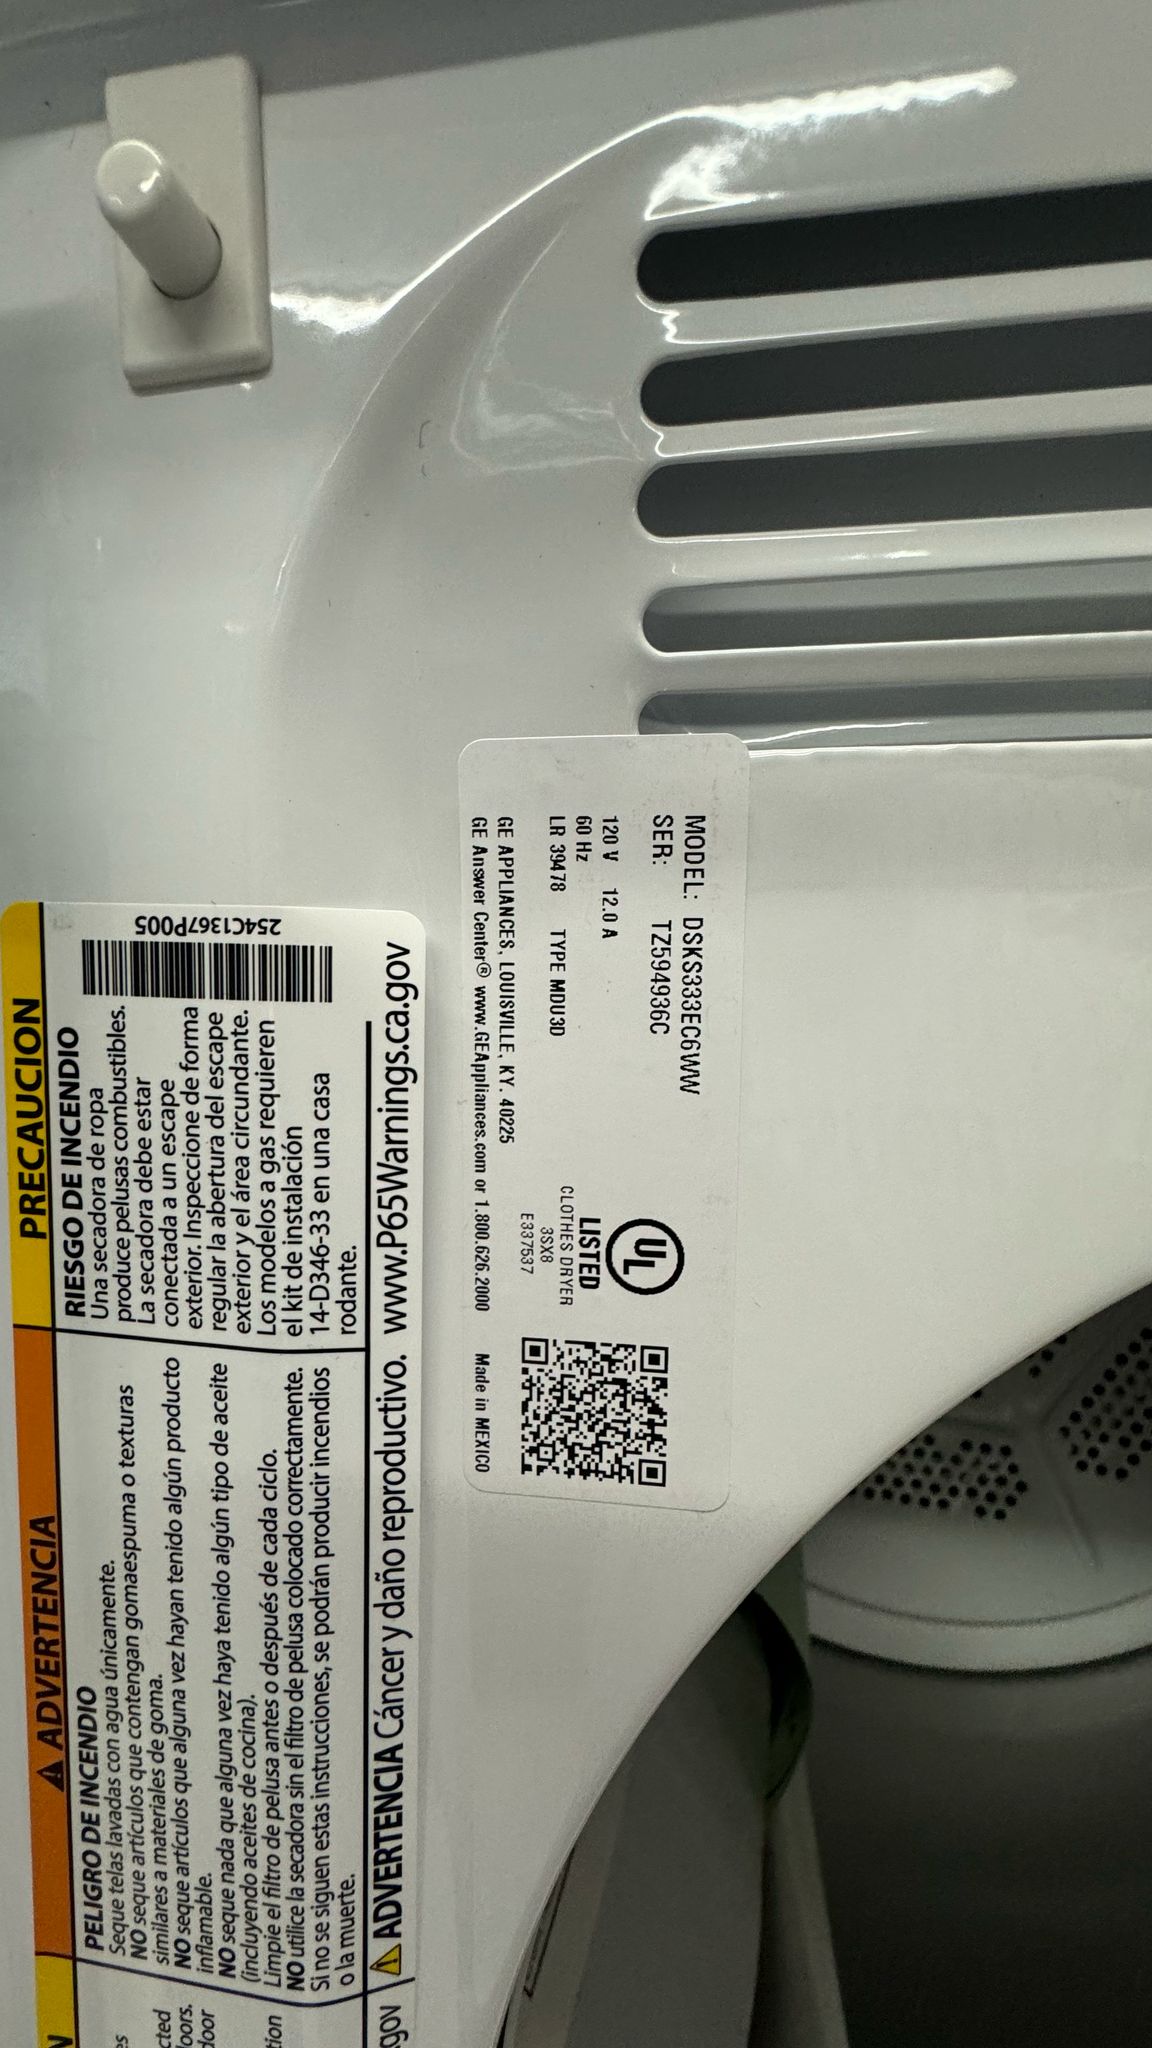 MODEL: DSKS333EC6WW
SER: TZ594936C
120 V 12.0 A
60 Hz
LR 39478 TYPE MDU3D
GE APPLIANCES, LOUISVILLE, KY. 40225
GE Answer Center® www.GEAppliances.com or 1.800.626.2000 Made in MEXICO
UL
LISTED
CLOTHES DRYER
3SX8
E337537
ADVERTENCIA
PELIGRO DE INCENDIO
Seque telas lavadas con agua únicamente.
NO seque artículos que contengan gomaespuma o texturas
similares a materiales de goma.
NO seque artículos que alguna vez hayan tenido algún producto
inflamable.
NO seque nada que alguna vez haya tenido algún tipo de aceite
(incluyendo aceites de cocina).
Limpie el filtro de pelusa antes o después de cada ciclo.
NO utilice la secadora sin el filtro de pelusa colocado correctamente.
Si no se siguen estas instrucciones, se podrán producir incendios
o la muerte.
PRECAUCION
RIESGO DE INCENDIO
Una secadora de ropa
produce pelusas combustibles.
La secadora debe estar
conectada a un escape
exterior. Inspeccione de forma
regular la abertura del escape
exterior y el área circundante.
Los modelos a gas requieren
el kit de instalación
14-D346-33 en una casa
rodante.
254C1367P005
ADVERTENCIA Cáncer y daño reproductivo. www.P65Warnings.ca.gov